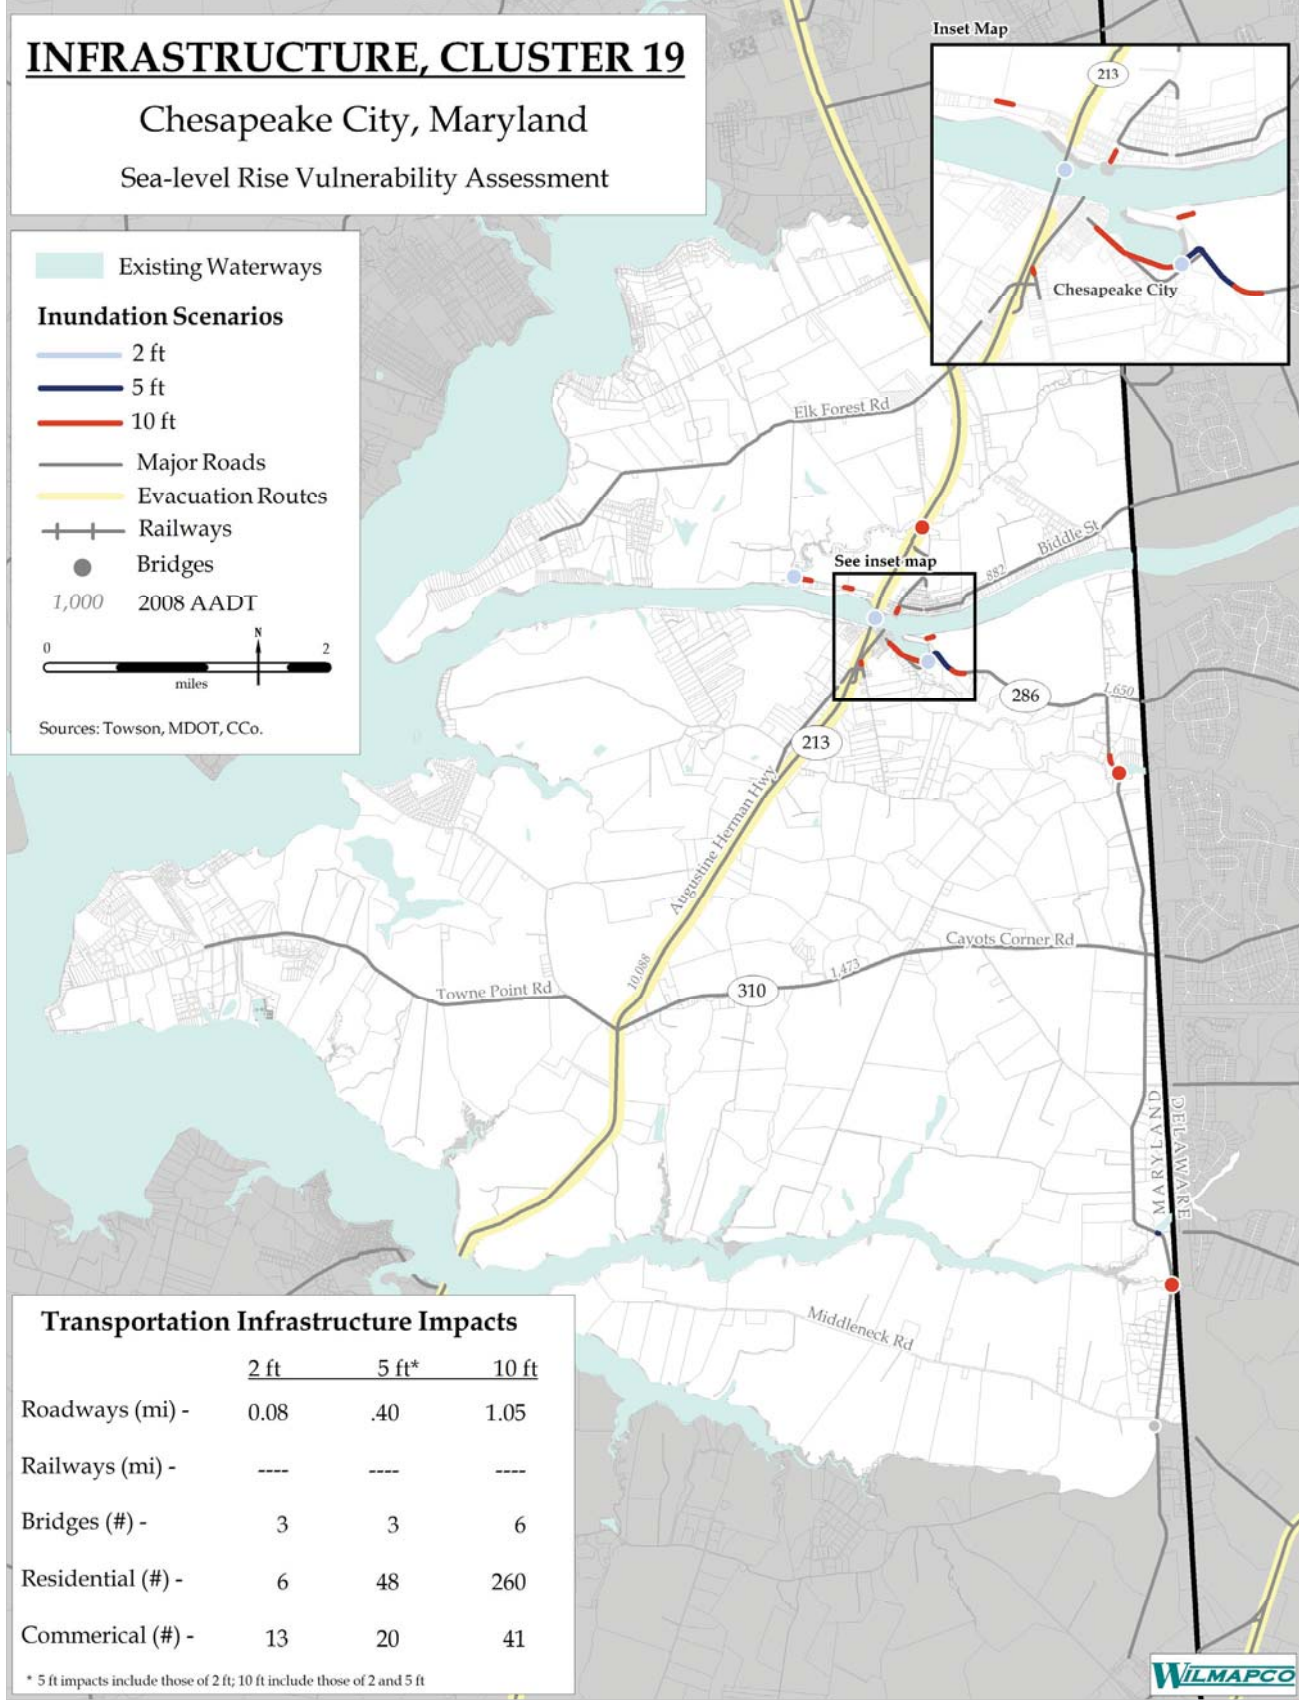 INFRASTRUCTURE, CLUSTER 19
Chesapeake City, Maryland
Sea-level Rise Vulnerability Assessment
Existing Waterways
Inundation Scenarios
2 ft
5 ft
10 ft
Major Roads
Evacuation Routes
Railways
Bridges
1,000 2008 AADT
N
0 2
miles
Sources: Towson, MDOT, CCo.
Inset Map
213
Chesapeake City
Elk Forest Rd
Biddle St
882
See inset map
286
1,650
213
Augustine Herman Hwy
Cayots Corner Rd
1,473
310
10,088
Towne Point Rd
MARYLAND
DELAWARE
Middleneck Rd
Transportation Infrastructure Impacts
2 ft 5 ft* 10 ft
Roadways (mi) - 0.08 .40 1.05
Railways (mi) - ---- ---- ----
Bridges (#) - 3 3 6
Residential (#) - 6 48 260
Commerical (#) - 13 20 41
* 5 ft impacts include those of 2 ft; 10 ft include those of 2 and 5 ft
WILMAPCO